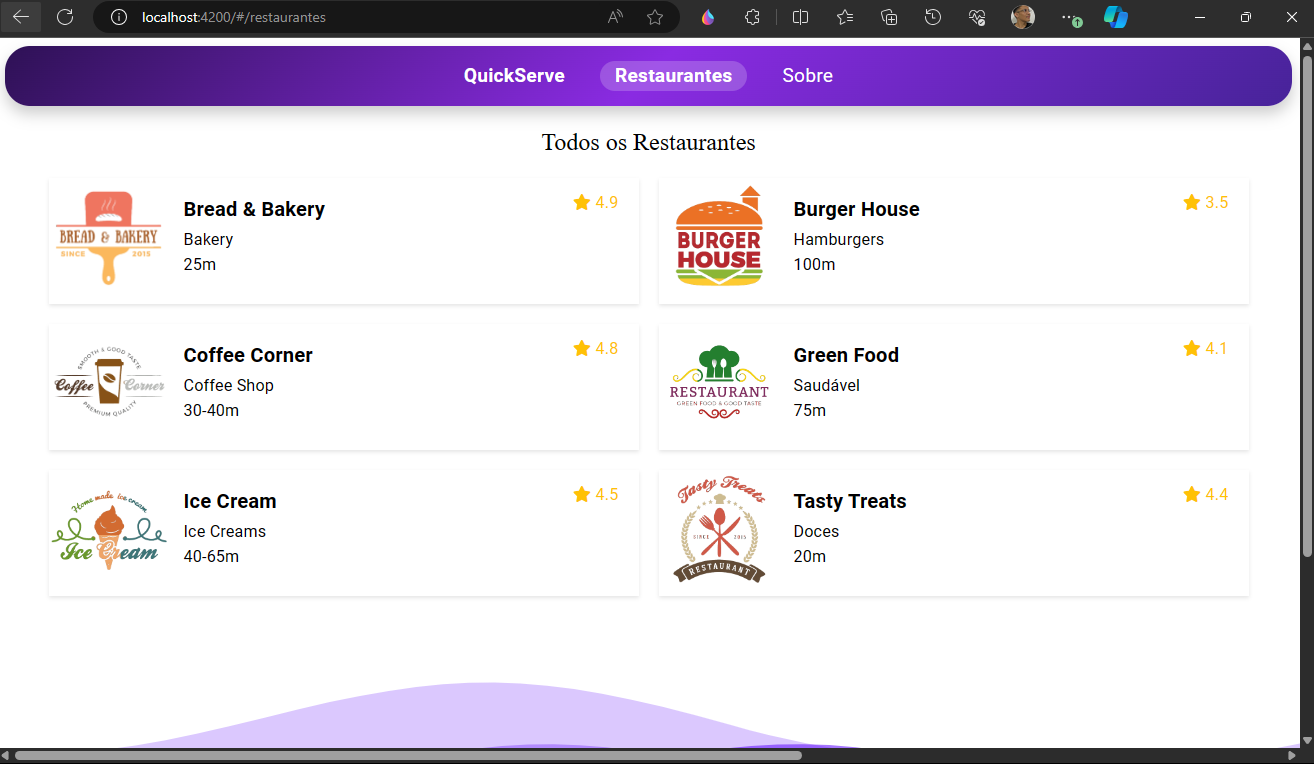 localhost:4200/#/restaurantes
QuickServe Restaurantes Sobre
Todos os Restaurantes
BREAD & BAKERY
SINCE 2015
Bread & Bakery
Bakery
25m
4.9
BURGER
HOUSE
Burger House
Hamburgers
100m
3.5
SMOOTH & GOOD TASTE
Coffee Corner
PREMIUM QUALITY
Coffee Corner
Coffee Shop
30-40m
4.8
RESTAURANT
GREEN FOOD & GOOD TASTE
Green Food
Saudável
75m
4.1
Home made ice cream
Ice Cream
Ice Cream
Ice Creams
40-65m
4.5
Tasty Treats
SINCE 2015
RESTAURANT
Tasty Treats
Doces
20m
4.4